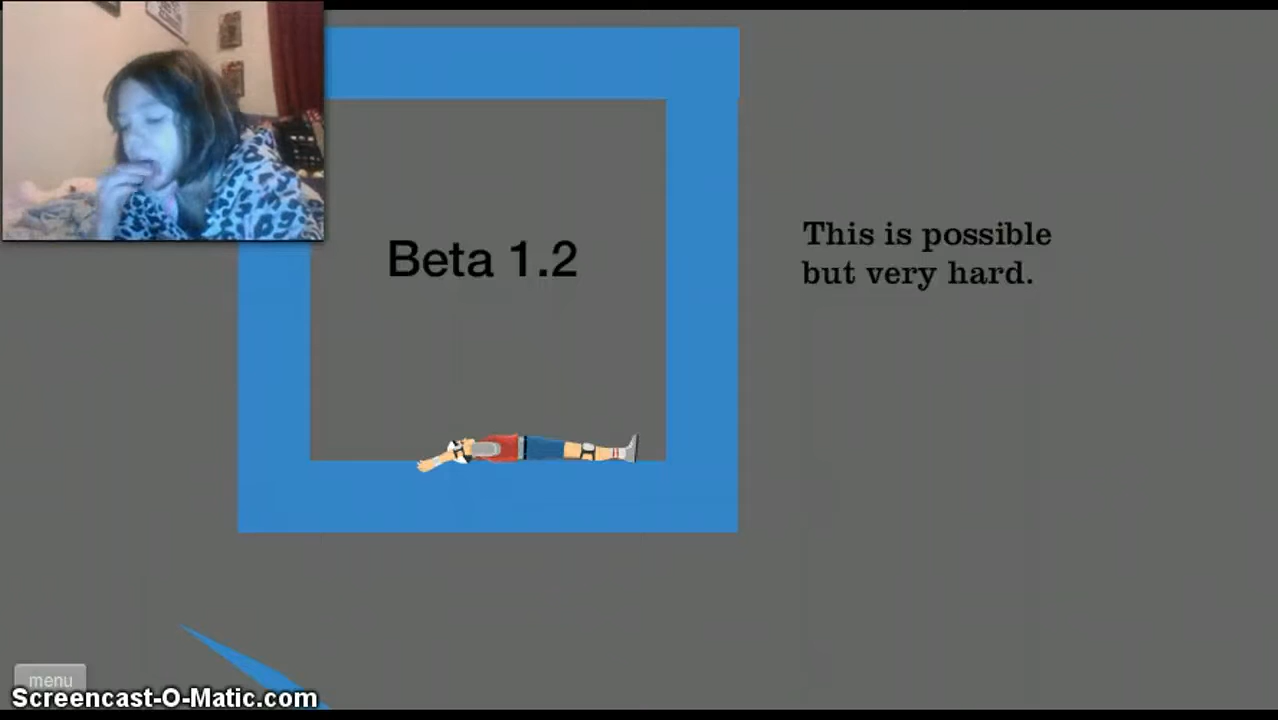 Beta 1.2
This is possible
but very hard.
menu
Screencast-O-Matic.com